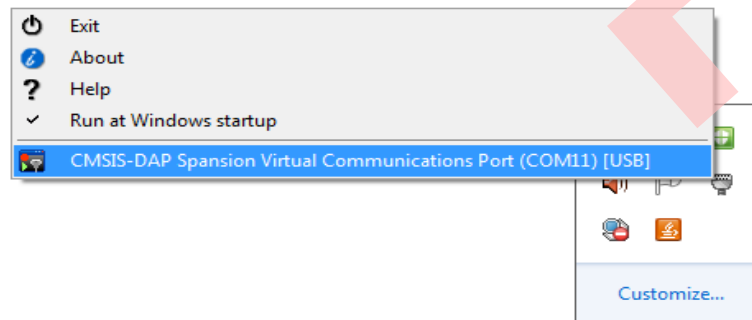 Exit
About
Help
Run at Windows startup
CMSIS-DAP Spansion Virtual Communications Port (COM11) [USB]
Customize...